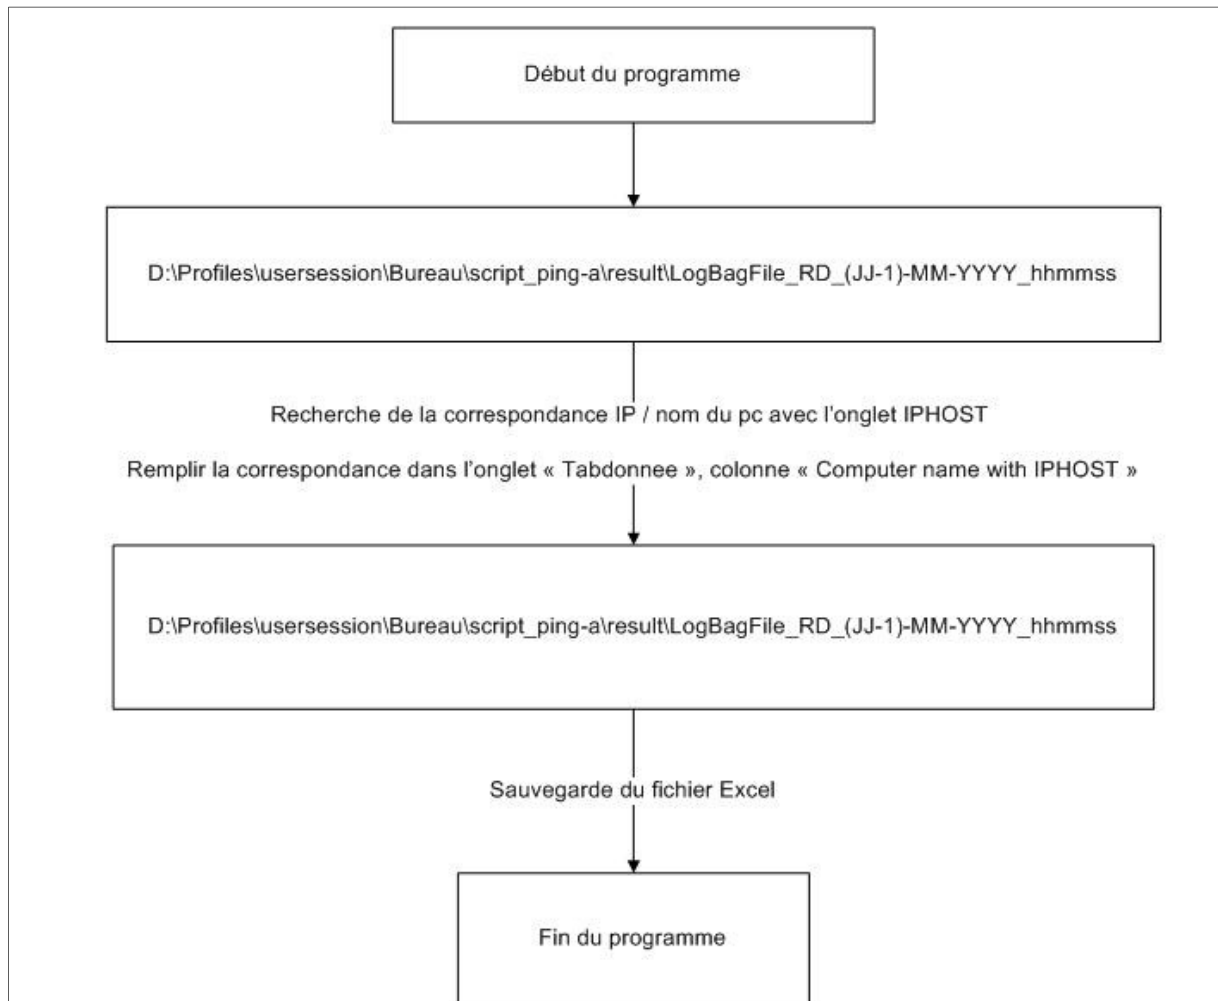 Début du programme
D:\Profiles\usersession\Bureau\script_ping-a\result\LogBagFile_RD_(JJ-1)-MM-YYYY_hhmmss
Recherche de la correspondance IP / nom du pc avec l'onglet IPHOST
Remplir la correspondance dans l'onglet « Tabdonnee », colonne « Computer name with IPHOST »
D:\Profiles\usersession\Bureau\script_ping-a\result\LogBagFile_RD_(JJ-1)-MM-YYYY_hhmmss
Sauvegarde du fichier Excel
Fin du programme